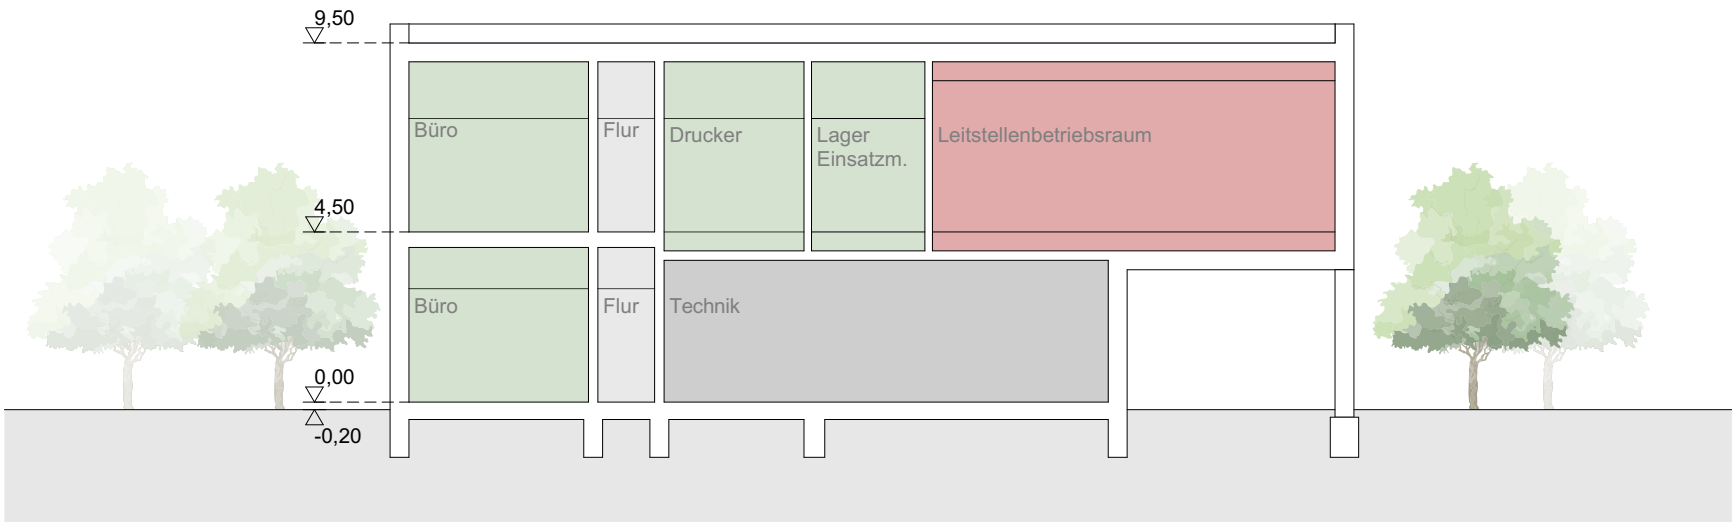 9,50
Büro
Flur
Drucker
Lager
Einsatzm.
Leitstellenbetriebsraum
4,50
Büro
Flur
Technik
0,00
-0,20